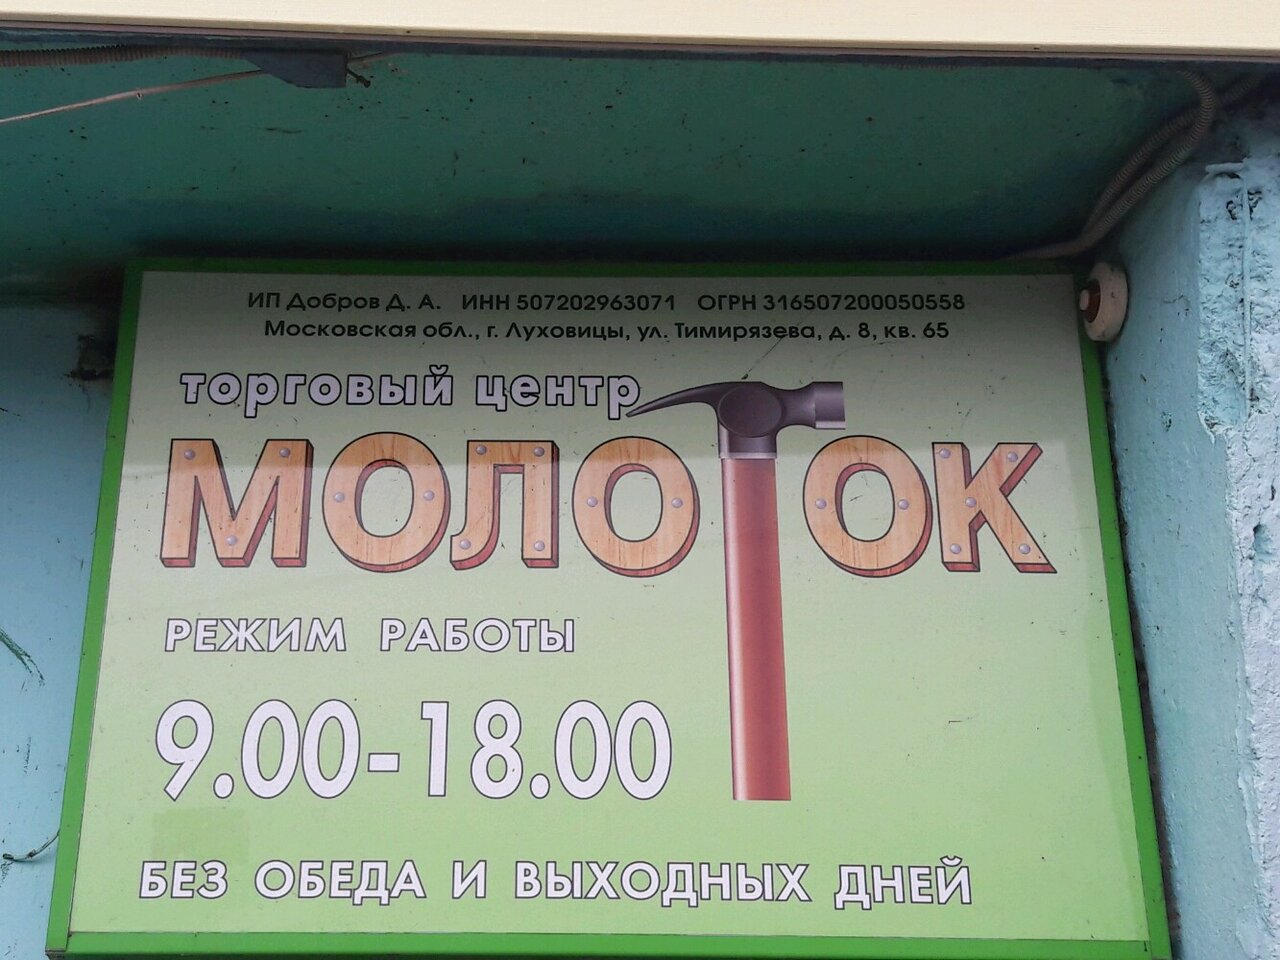 ИП Добров Д. А. ИНН 507202963071 ОГРН 316507200050558
Московская обл., г. Луховицы, ул. Тимирязева, д. 8, кв. 65
торговый центр
МОЛОТОК
РЕЖИМ РАБОТЫ
9.00-18.00
БЕЗ ОБЕДА И ВЫХОДНЫХ ДНЕЙ